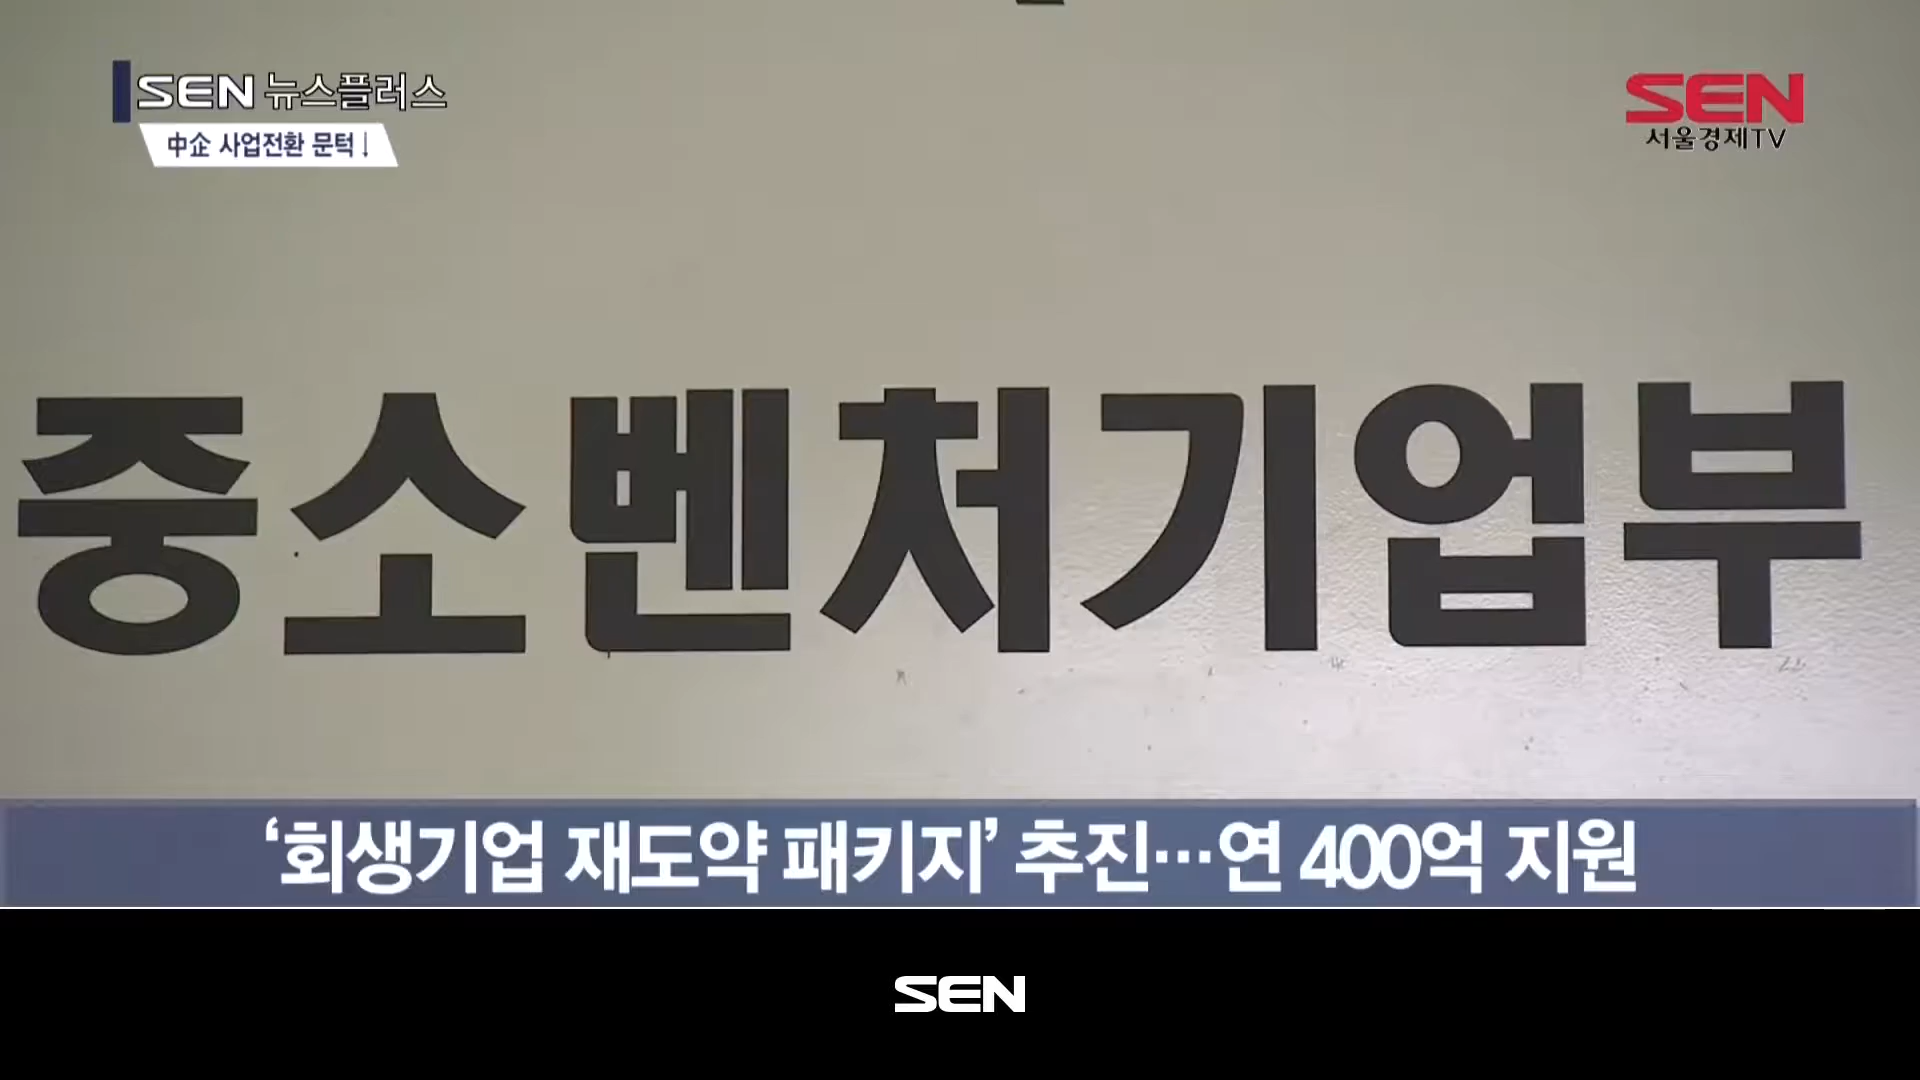 SEN 뉴스플러스
中企 사업전환 문턱↓
SEN
서울경제TV
중소벤처기업부
‘회생기업 재도약 패키지’ 추진…연 400억 지원
SEN